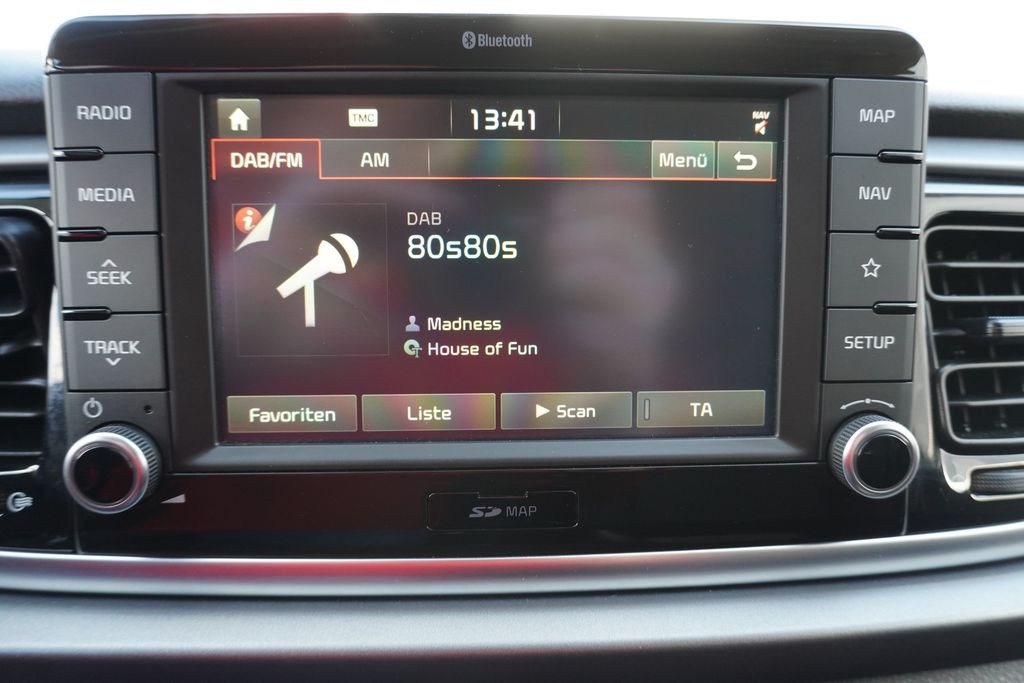 Bluetooth
RADIO
MEDIA
SEEK
TRACK
TMC
13:41
NAV
DAB/FM
AM
Menü
DAB
80s80s
Madness
House of Fun
Favoriten
Liste
Scan
TA
MAP
NAV
SETUP
SD MAP